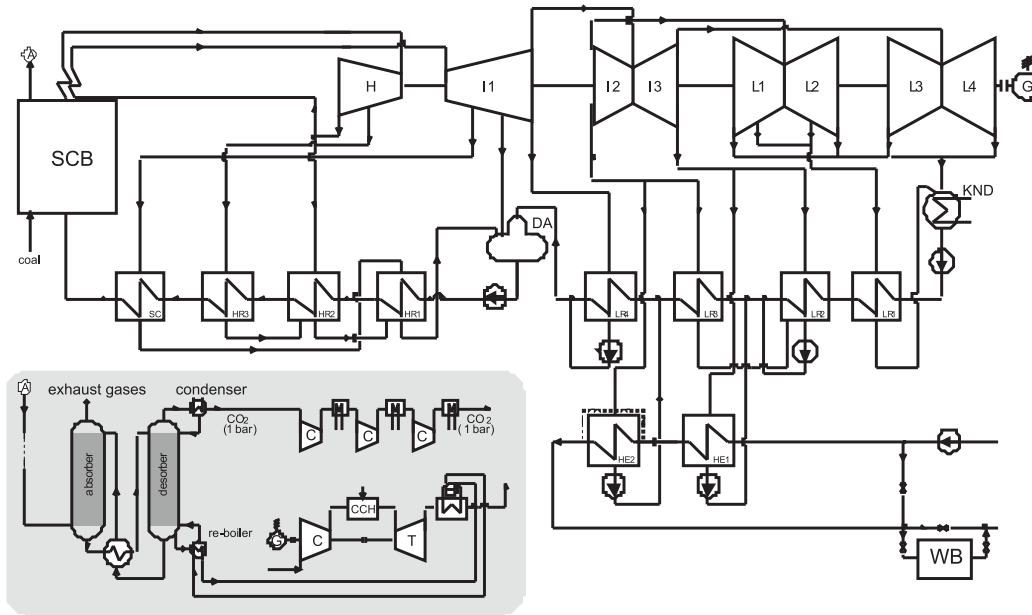 A
H
I1
I2
I3
L1
L2
L3
L4
G
SCB
KND
DA
coal
SC
HR3
HR2
HR1
LR4
LR3
LR2
LR1
A
exhaust gases
condenser
CO2
(1 bar)
C
M
C
M
C
M
CO2
(1 bar)
absorber
desorber
HE2
HE1
CCH
re-boiler
G
C
T
WB